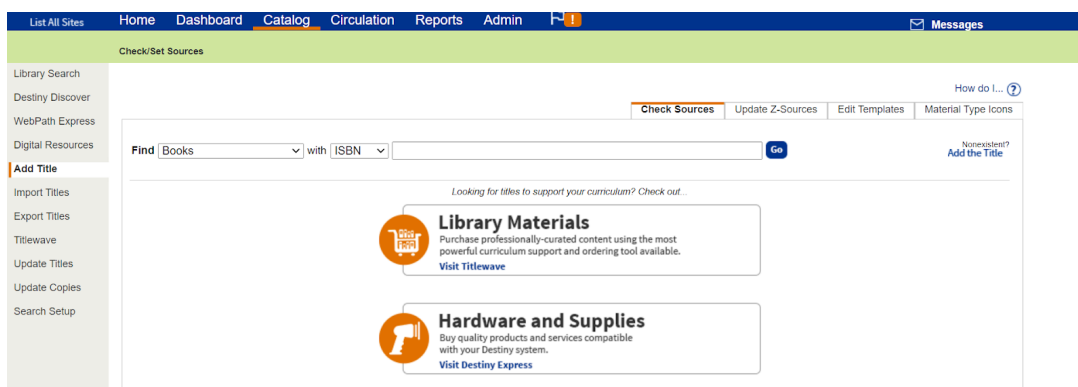 List All Sites Home Dashboard Catalog Circulation Reports Admin ! Messages
Check/Set Sources
Library Search
Destiny Discover
WebPath Express
Digital Resources
Add Title
Import Titles
Export Titles
Titlewave
Update Titles
Update Copies
Search Setup
How do I... ?
Check Sources Update Z-Sources Edit Templates Material Type Icons
Find Books with ISBN Go
Nonexistent?
Add the Title
Looking for titles to support your curriculum? Check out...
Library Materials
Purchase professionally-curated content using the most
powerful curriculum support and ordering tool available.
Visit Titlewave
Hardware and Supplies
Buy quality products and services compatible
with your Destiny system.
Visit Destiny Express